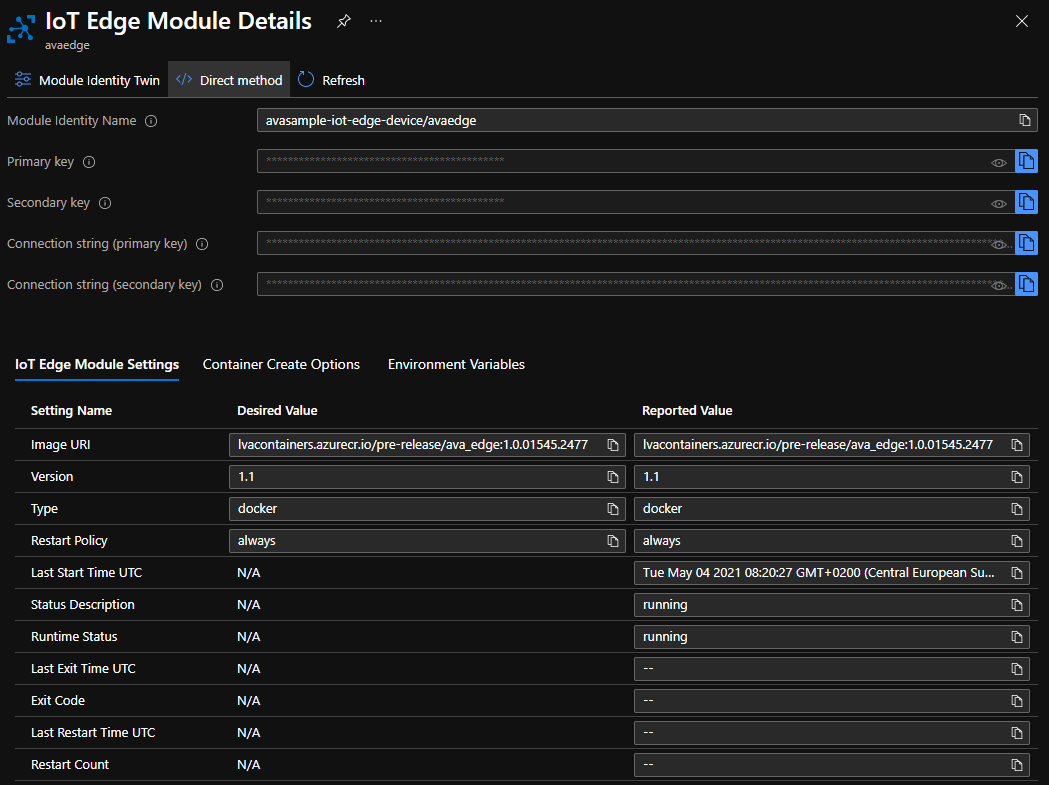 IoT Edge Module Details
avaedge
Module Identity Twin Direct method Refresh
Module Identity Name avasample-iot-edge-device/avaedge
Primary key ********************************************
Secondary key ********************************************
Connection string (primary key)
Connection string (secondary key)
IoT Edge Module Settings Container Create Options Environment Variables
Setting Name Desired Value Reported Value
Image URI lvacontainers.azurecr.io/pre-release/ava_edge:1.0.01545.2477 lvacontainers.azurecr.io/pre-release/ava_edge:1.0.01545.2477
Version 1.1 1.1
Type docker docker
Restart Policy always always
Last Start Time UTC N/A Tue May 04 2021 08:20:27 GMT+0200 (Central European Su...
Status Description N/A running
Runtime Status N/A running
Last Exit Time UTC N/A --
Exit Code N/A --
Last Restart Time UTC N/A --
Restart Count N/A --